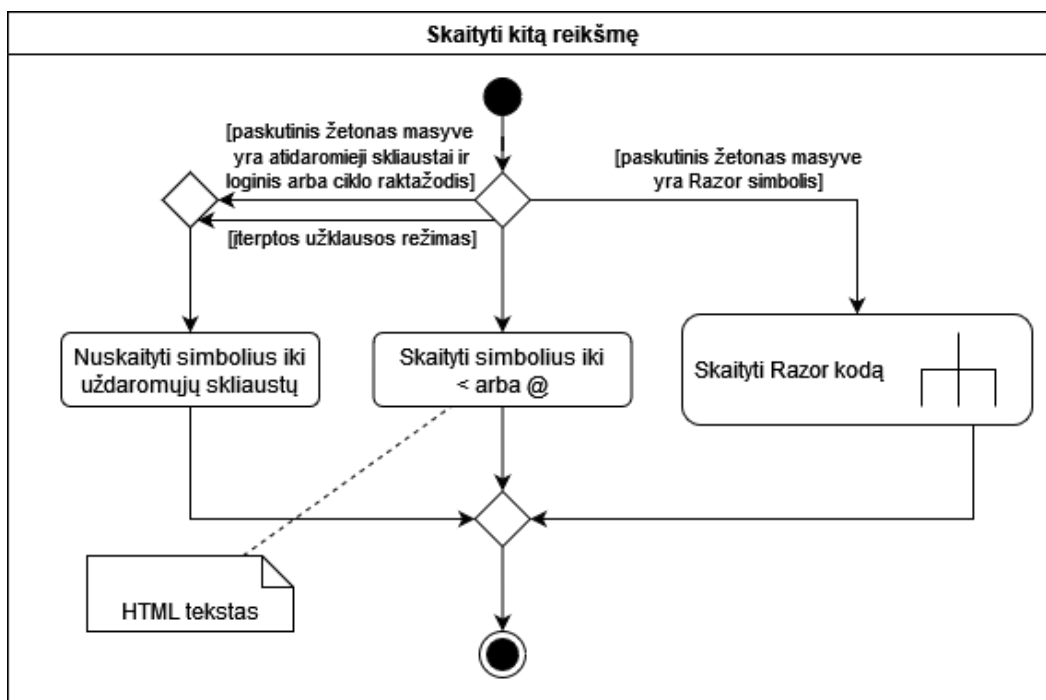 Skaityti kitą reikšmę
[paskutinis žetonas masyve
yra atidaromieji skliaustai ir
loginis arba ciklo raktažodis]
[paskutinis žetonas masyve
yra Razor simbolis]
[įterptos užklausos režimas]
Nuskaityti simbolius iki
uždaromųjų skliaustų
Skaityti simbolius iki
< arba @
Skaityti Razor kodą
HTML tekstas